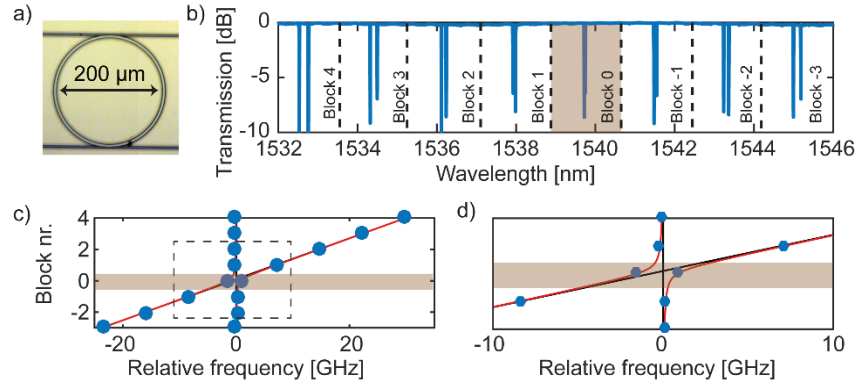 a)
200 µm
b)
Transmission [dB]
0
-5
-10
Block 4
Block 3
Block 2
Block 1
Block 0
Block -1
Block -2
Block -3
1532
1534
1536
1538
1540
1542
1544
1546
Wavelength [nm]
c)
Block nr.
4
2
0
-2
-20
0
20
Relative frequency [GHz]
d)
-10
0
10
Relative frequency [GHz]